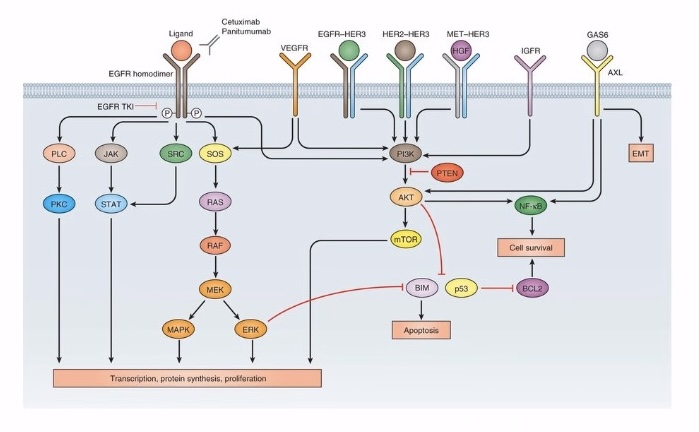 Cetuximab
Panitumumab
Ligand
EGFR homodimer
VEGFR
EGFR–HER3
HER2–HER3
MET–HER3
HGF
IGFR
GAS6
AXL
EGFR TKI
P
P
PLC
JAK
SRC
SOS
PI3K
EMT
PTEN
PKC
STAT
RAS
AKT
NF-κB
RAF
mTOR
Cell survival
MEK
BIM
p53
BCL2
MAPK
ERK
Apoptosis
Transcription, protein synthesis, proliferation